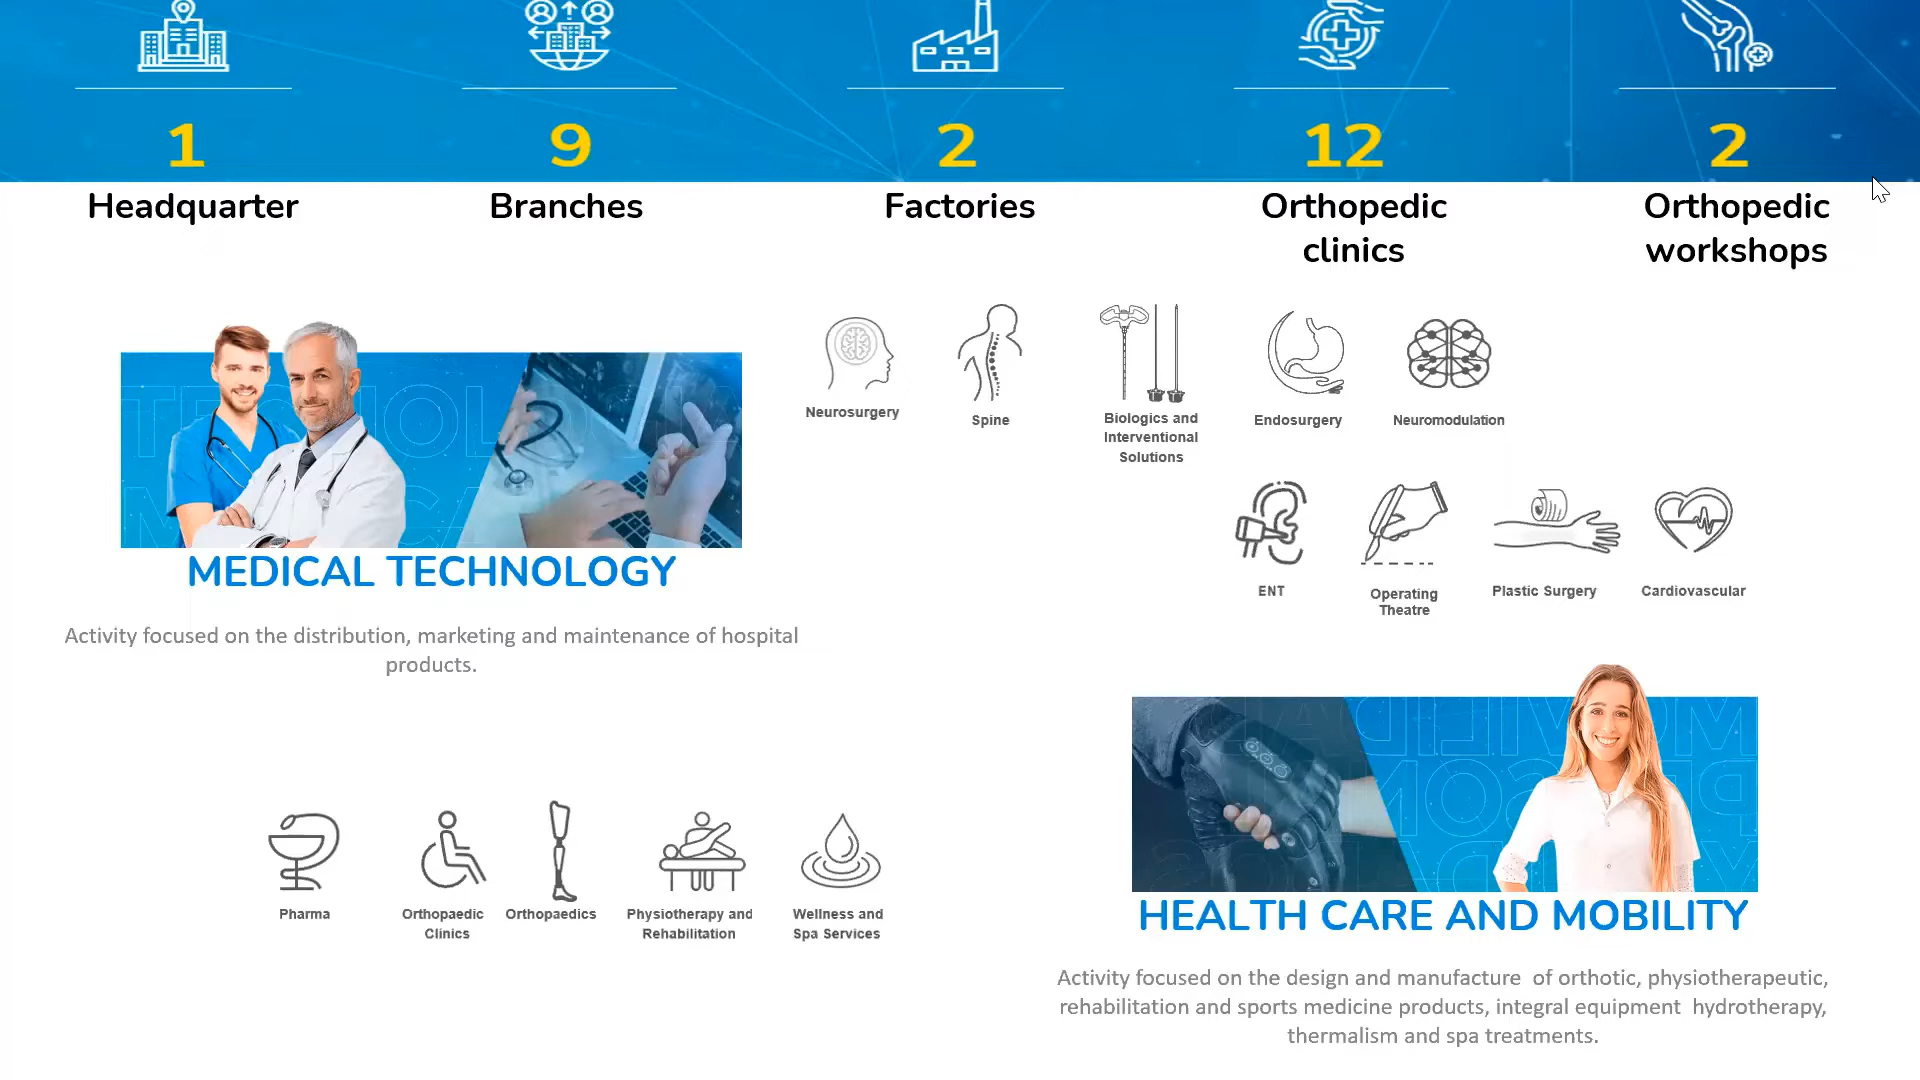 1
9
2
12
2
Headquarter
Branches
Factories
Orthopedic
clinics
Orthopedic
workshops
Neurosurgery
Spine
Biologics and
Interventional
Solutions
Endosurgery
Neuromodulation
ENT
Operating
Theatre
Plastic Surgery
Cardiovascular
MEDICAL TECHNOLOGY
Activity focused on the distribution, marketing and maintenance of hospital
products.
Pharma
Orthopaedic
Clinics
Orthopaedics
Physiotherapy and
Rehabilitation
Wellness and
Spa Services
HEALTH CARE AND MOBILITY
Activity focused on the design and manufacture of orthotic, physiotherapeutic,
rehabilitation and sports medicine products, integral equipment hydrotherapy,
thermalism and spa treatments.